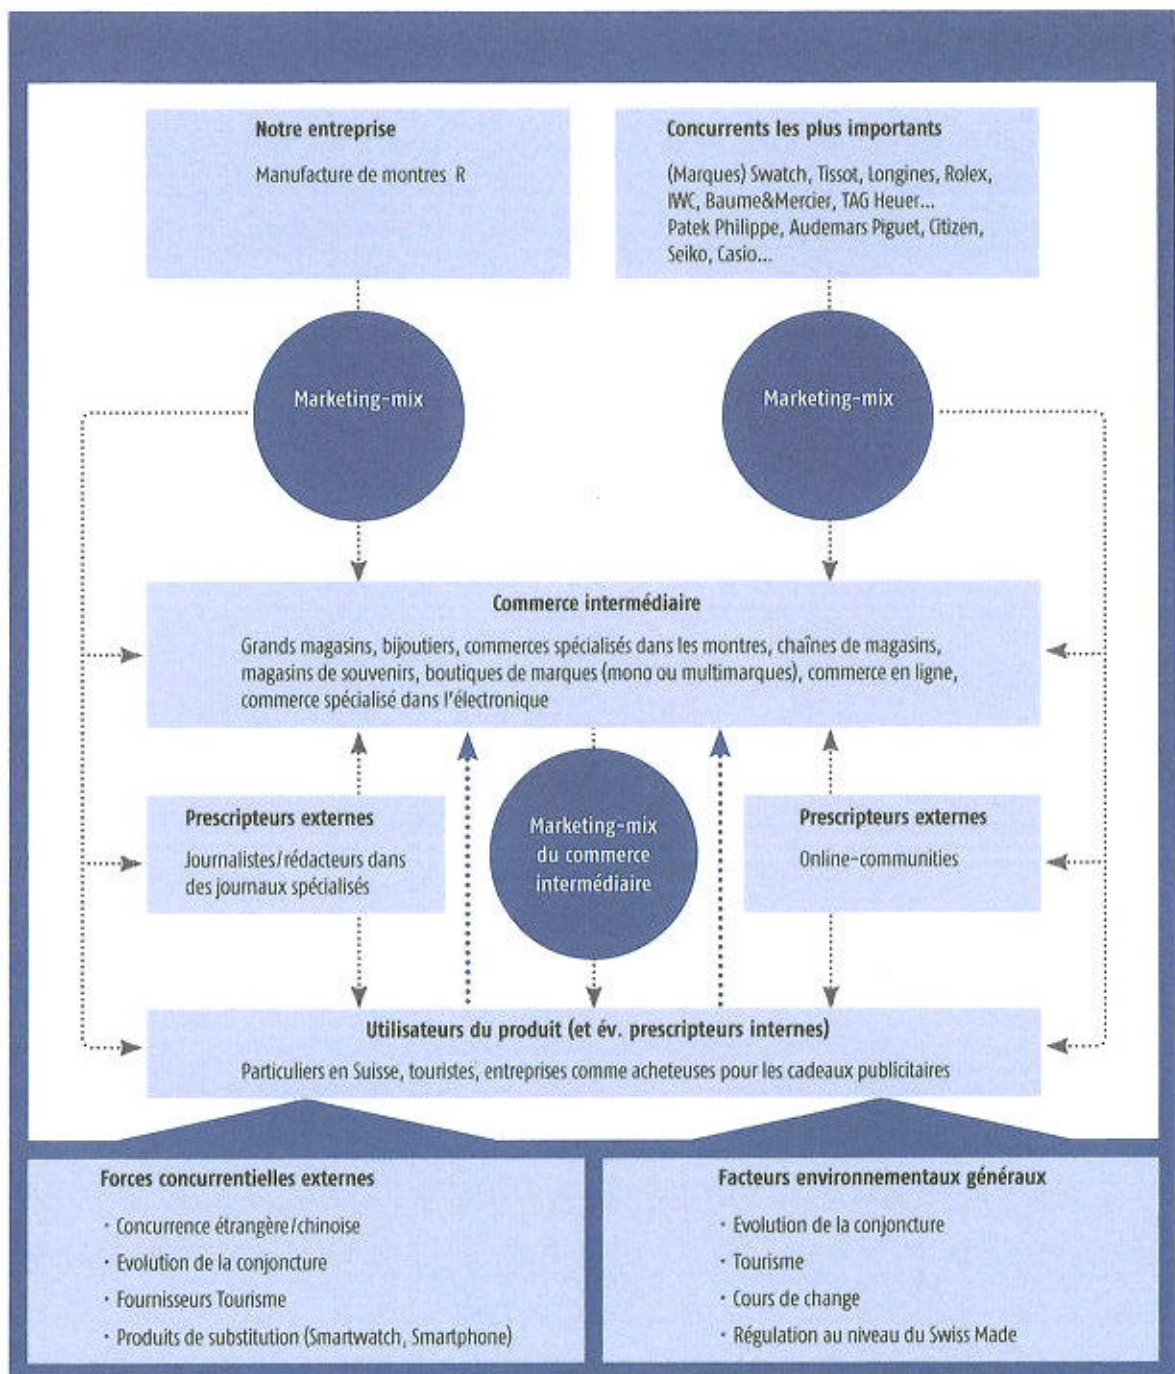 Notre entreprise
Manufacture de montres R
Concurrents les plus importants
(Marques) Swatch, Tissot, Longines, Rolex,
IWC, Baume&Mercier, TAG Heuer...
Patek Philippe, Audemars Piguet, Citizen,
Seiko, Casio...
Marketing-mix
Marketing-mix
Commerce intermédiaire
Grands magasins, bijoutiers, commerces spécialisés dans les montres, chaînes de magasins,
magasins de souvenirs, boutiques de marques (mono ou multimarques), commerce en ligne,
commerce spécialisé dans l'électronique
Prescripteurs externes
Journalistes/rédacteurs dans
des journaux spécialisés
Marketing-mix
du commerce
intermédiaire
Prescripteurs externes
Online-communities
Utilisateurs du produit (et év. prescripteurs internes)
Particuliers en Suisse, touristes, entreprises comme acheteuses pour les cadeaux publicitaires
Forces concurrentielles externes
· Concurrence étrangère/chinoise
· Evolution de la conjoncture
· Fournisseurs Tourisme
· Produits de substitution (Smartwatch, Smartphone)
Facteurs environnementaux généraux
· Evolution de la conjoncture
· Tourisme
· Cours de change
· Régulation au niveau du Swiss Made